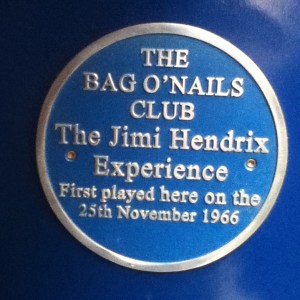 THE
BAG O'NAILS
CLUB
The Jimi Hendrix
Experience
First played here on the
25th November 1966